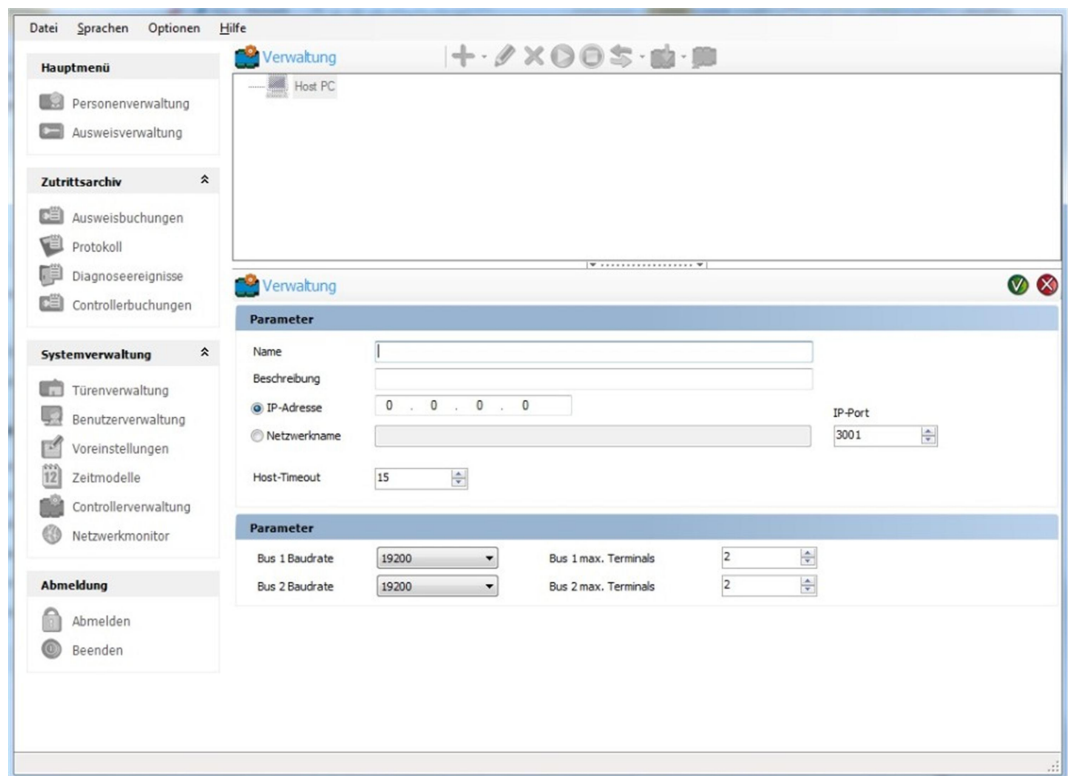 Datei Sprachen Optionen Hilfe
Hauptmenü
Personenverwaltung
Ausweisverwaltung
Zutrittsarchiv
Ausweisbuchungen
Protokoll
Diagnoseereignisse
Controllerbuchungen
Systemverwaltung
Türenverwaltung
Benutzerverwaltung
Voreinstellungen
12 Zeitmodelle
Controllerverwaltung
Netzwerkmonitor
Abmeldung
Abmelden
Beenden
Verwaltung
Host PC
Verwaltung
Parameter
Name
Beschreibung
IP-Adresse 0 . 0 . 0 . 0
IP-Port
Netzwerkname 3001
Host-Timeout 15
Parameter
Bus 1 Baudrate 19200 Bus 1 max. Terminals 2
Bus 2 Baudrate 19200 Bus 2 max. Terminals 2